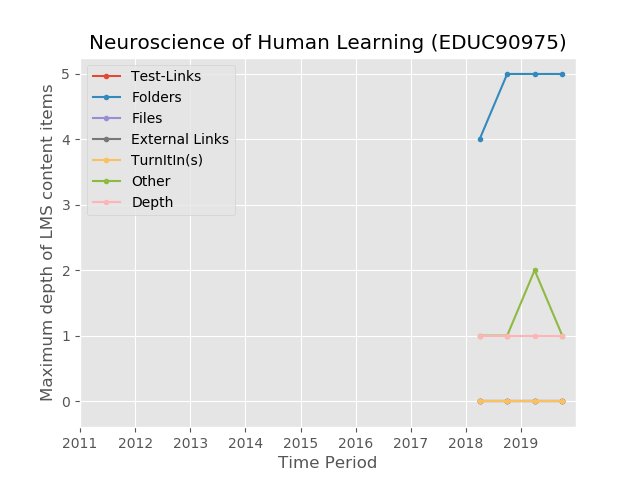 Neuroscience of Human Learning (EDUC90975)
Maximum depth of LMS content items
5
4
3
2
1
0
Test-Links
Folders
Files
External Links
TurnItIn(s)
Other
Depth
2011 2012 2013 2014 2015 2016 2017 2018 2019
Time Period